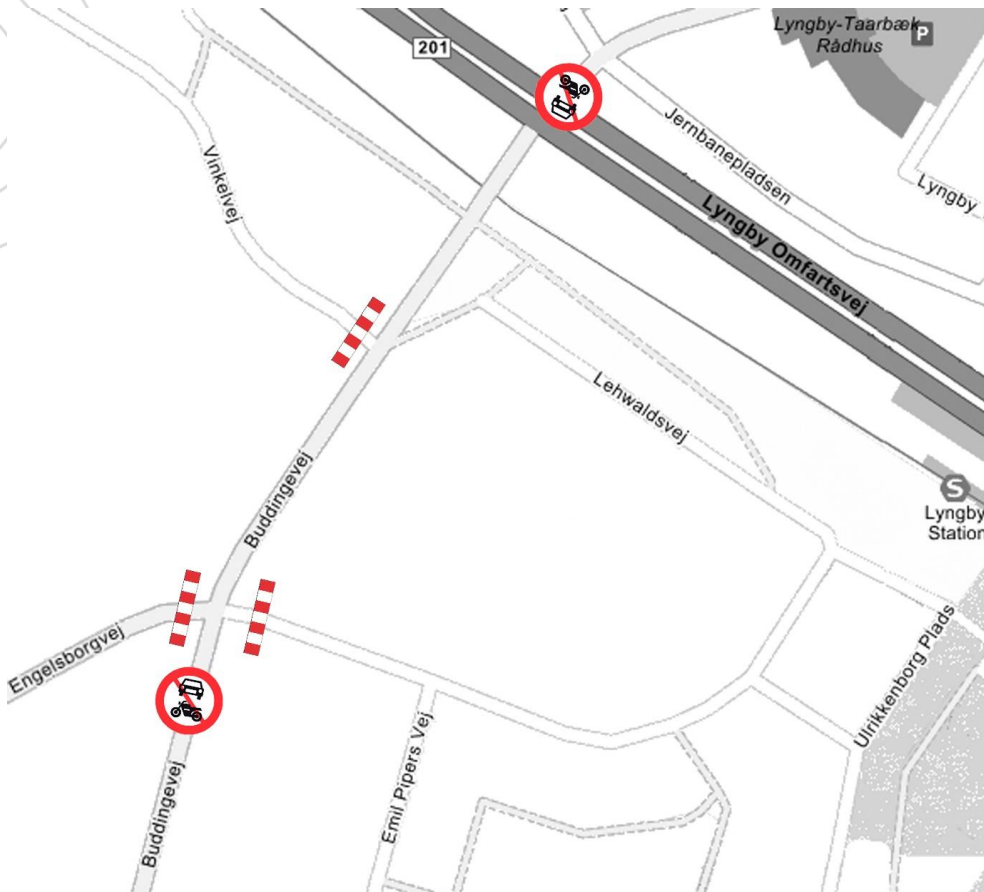 Lyngby-Taarbæk
Rådhus
P
201
Jernbanepladsen
Vinkelvej
Lyngby
Lyngby Omfartsvej
Lehwaldsvej
Buddingevej
S
Lyngby
Station
Engelsborgvej
Ulrikkenborg Plads
Emil Pipers Vej
Buddingevej